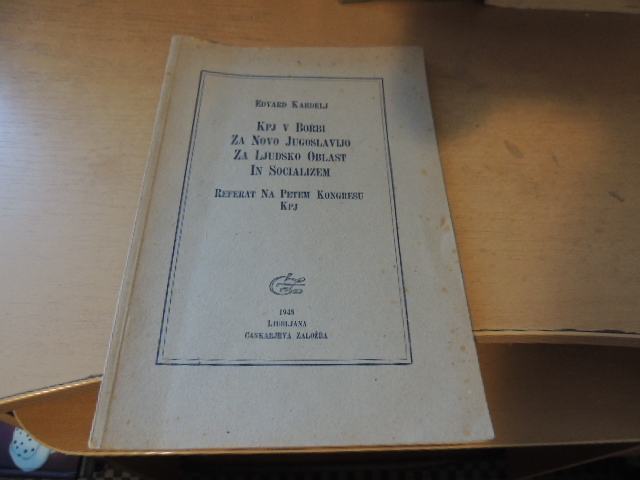 EDVARD KARDELJ
KPJ V BORBI
ZA NOVO JUGOSLAVIJO
ZA LJUDSKO OBLAST
IN SOCIALIZEM
REFERAT NA PETEM KONGRESU
KPJ
1948
LJUBLJANA
CANKARJEVA ZALOŽBA